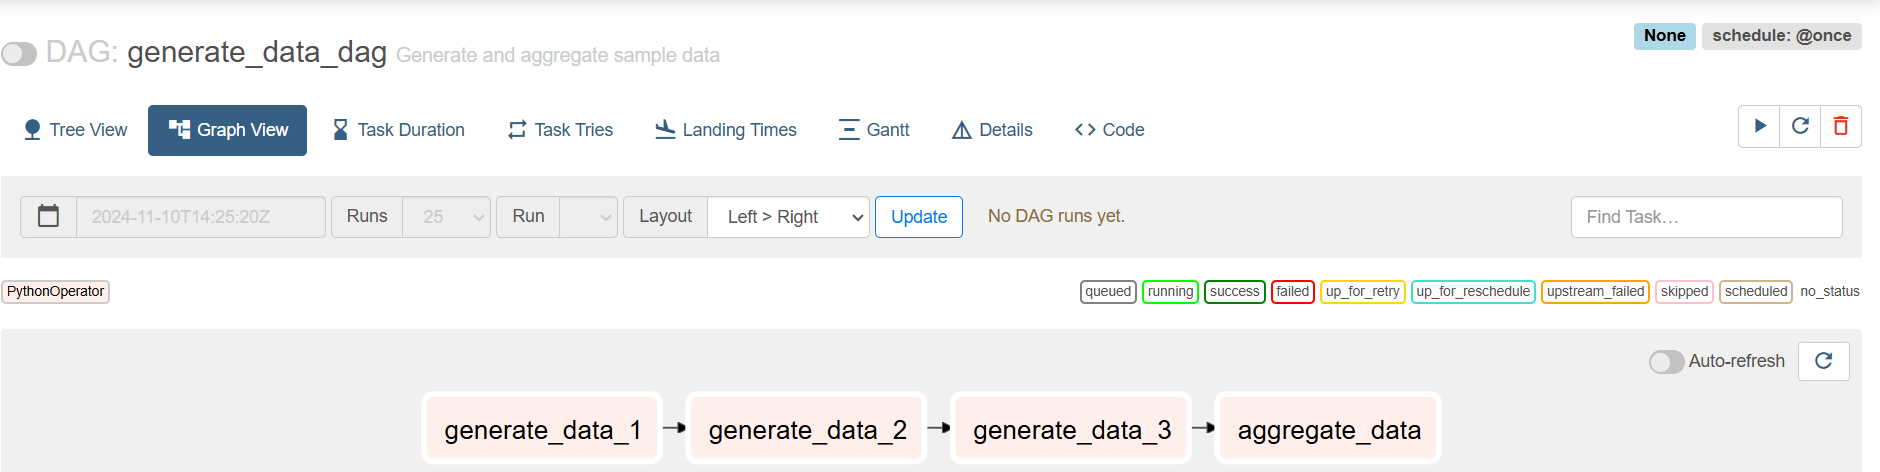 DAG: generate_data_dag Generate and aggregate sample data
None schedule: @once
Tree View Graph View Task Duration Task Tries Landing Times Gantt Details Code
2024-11-10T14:25:20Z Runs 25 Run Layout Left > Right Update No DAG runs yet. Find Task…
PythonOperator queued running success failed up_for_retry up_for_reschedule upstream_failed skipped scheduled no_status
Auto-refresh
generate_data_1 generate_data_2 generate_data_3 aggregate_data